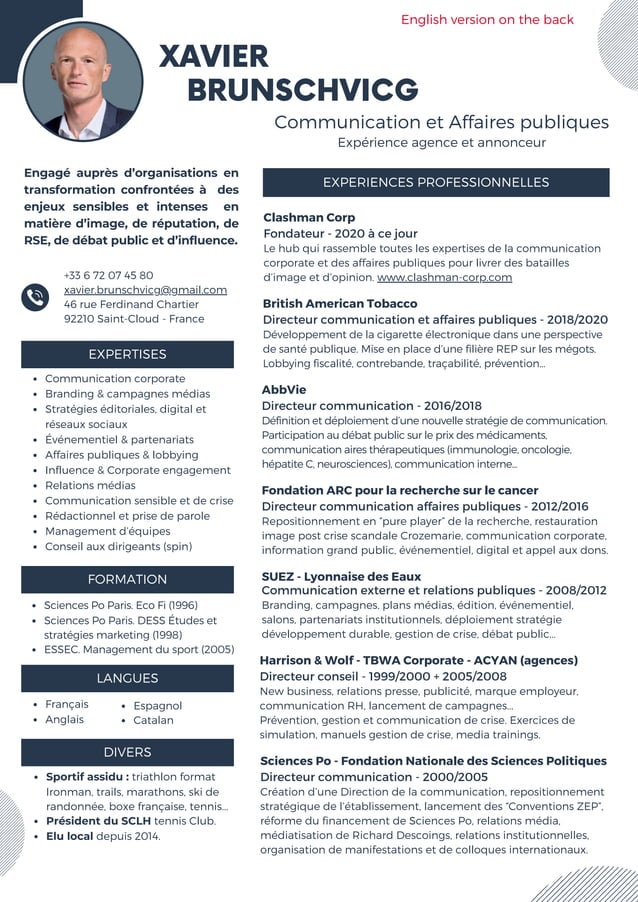 English version on the back
XAVIER
BRUNSCHVICG
Communication et Affaires publiques
Expérience agence et annonceur
Engagé auprès d'organisations en
transformation confrontées à des
enjeux sensibles et intenses en
matière d'image, de réputation, de
RSE, de débat public et d'influence.
+33 6 72 07 45 80
xavier.brunschvicg@gmail.com
46 rue Ferdinand Chartier
92210 Saint-Cloud - France
EXPERTISES
• Communication corporate
• Branding & campagnes médias
• Stratégies éditoriales, digital et
réseaux sociaux
• Événementiel & partenariats
• Affaires publiques & lobbying
• Influence & Corporate engagement
• Relations médias
• Communication sensible et de crise
• Rédactionnel et prise de parole
• Management d'équipes
• Conseil aux dirigeants (spin)
FORMATION
• Sciences Po Paris. Eco Fi (1996)
• Sciences Po Paris. DESS Études et
stratégies marketing (1998)
• ESSEC. Management du sport (2005)
LANGUES
• Français
• Anglais
• Espagnol
• Catalan
DIVERS
• Sportif assidu : triathlon format
Ironman, trails, marathons, ski de
randonnée, boxe française, tennis...
• Président du SCLH tennis Club.
• Elu local depuis 2014.
EXPERIENCES PROFESSIONNELLES
Clashman Corp
Fondateur - 2020 à ce jour
Le hub qui rassemble toutes les expertises de la communication
corporate et des affaires publiques pour livrer des batailles
d'image et d'opinion. www.clashman-corp.com
British American Tobacco
Directeur communication et affaires publiques - 2018/2020
Développement de la cigarette électronique dans une perspective
de santé publique. Mise en place d'une filière REP sur les mégots.
Lobbying fiscalité, contrebande, traçabilité, prévention...
AbbVie
Directeur communication - 2016/2018
Définition et déploiement d'une nouvelle stratégie de communication.
Participation au débat public sur le prix des médicaments,
communication aires thérapeutiques (immunologie, oncologie,
hépatite C, neurosciences), communication interne...
Fondation ARC pour la recherche sur le cancer
Directeur communication affaires publiques - 2012/2016
Repositionnement en "pure player" de la recherche, restauration
image post crise scandale Crozemarie, communication corporate,
information grand public, événementiel, digital et appel aux dons.
SUEZ - Lyonnaise des Eaux
Communication externe et relations publiques - 2008/2012
Branding, campagnes, plans médias, édition, événementiel,
salons, partenariats institutionnels, déploiement stratégie
développement durable, gestion de crise, débat public...
Harrison & Wolf - TBWA Corporate - ACYAN (agences)
Directeur conseil - 1999/2000 + 2005/2008
New business, relations presse, publicité, marque employeur,
communication RH, lancement de campagnes...
Prévention, gestion et communication de crise. Exercices de
simulation, manuels gestion de crise, media trainings.
Sciences Po - Fondation Nationale des Sciences Politiques
Directeur communication - 2000/2005
Création d'une Direction de la communication, repositionnement
stratégique de l'établissement, lancement des "Conventions ZEP",
réforme du financement de Sciences Po, relations média,
médiatisation de Richard Descoings, relations institutionnelles,
organisation de manifestations et de colloques internationaux.